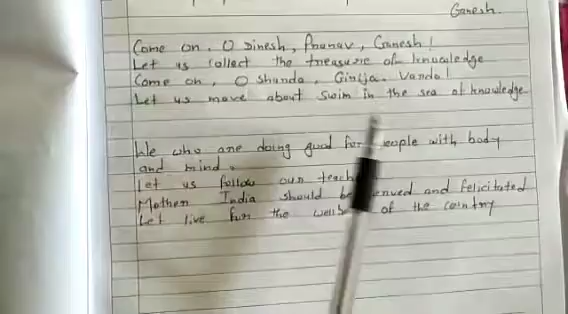 Ganesh.
Come on, O Dinesh, Pranav, Ganesh!
Let us collect the treasure of knowledge
Come on, O Sharda, Girija, Vanda!
Let us move about swim in the sea of knowledge
We who are doing good for people with body
and mind.
Let us follow our teach
Mother India should be served and felicitated
Let live for the of the country